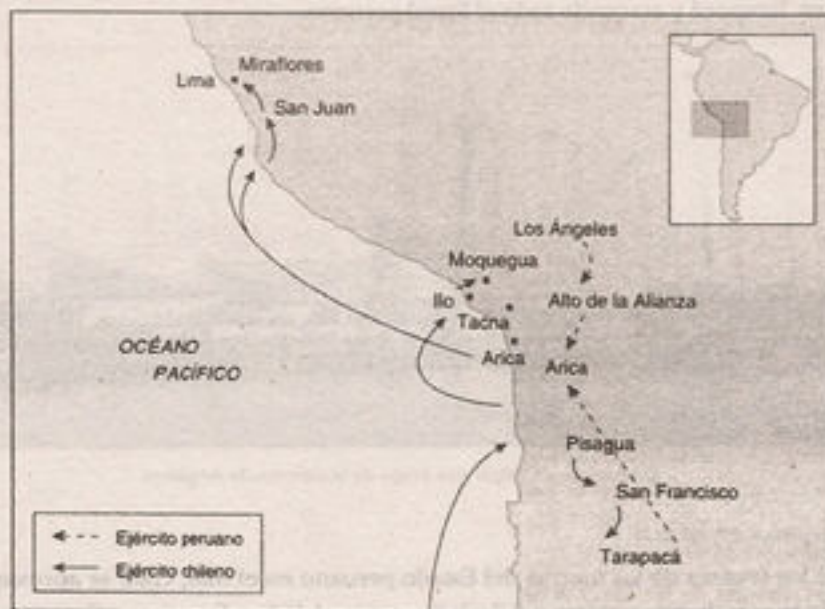 Miraflores
Lima
San Juan
Los Ángeles
Moquegua
Ilo
Alto de la Alianza
Tacna
OCÉANO
PACÍFICO
Arica
Arica
Pisagua
San Francisco
Tarapacá
Ejército peruano
Ejército chileno